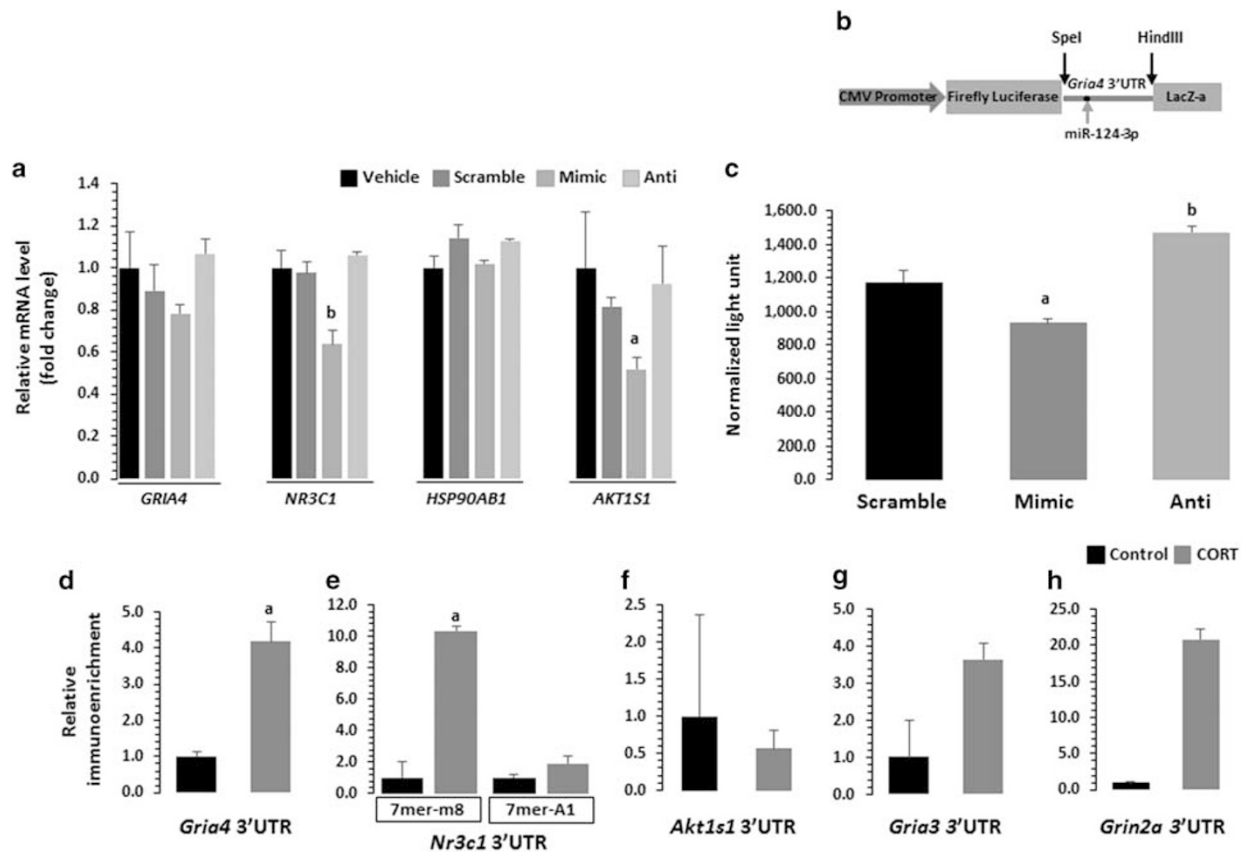 b
SpeI HindIII
Gria4 3'UTR
CMV Promoter Firefly Luciferase LacZ-a
miR-124-3p
a
Vehicle Scramble Mimic Anti
Relative mRNA level
(fold change)
1.4
1.2
1.0
0.8
0.6
0.4
0.2
0.0
b
a
GRIA4 NR3C1 HSP90AB1 AKT1S1
c
Normalized light unit
1,600.0
1,400.0
1,200.0
1,000.0
800.0
600.0
400.0
200.0
0.0
a
b
Scramble Mimic Anti
Control CORT
d
Relative
immunoenrichment
5.0
4.0
3.0
2.0
1.0
0.0
a
Gria4 3'UTR
e
12.0
10.0
8.0
6.0
4.0
2.0
0.0
a
7mer-m8 7mer-A1
Nr3c1 3'UTR
f
2.5
2.0
1.5
1.0
0.5
0.0
Akt1s1 3'UTR
g
5.0
4.0
3.0
2.0
1.0
0.0
Gria3 3'UTR
h
25.0
20.0
15.0
10.0
5.0
0.0
Grin2a 3'UTR